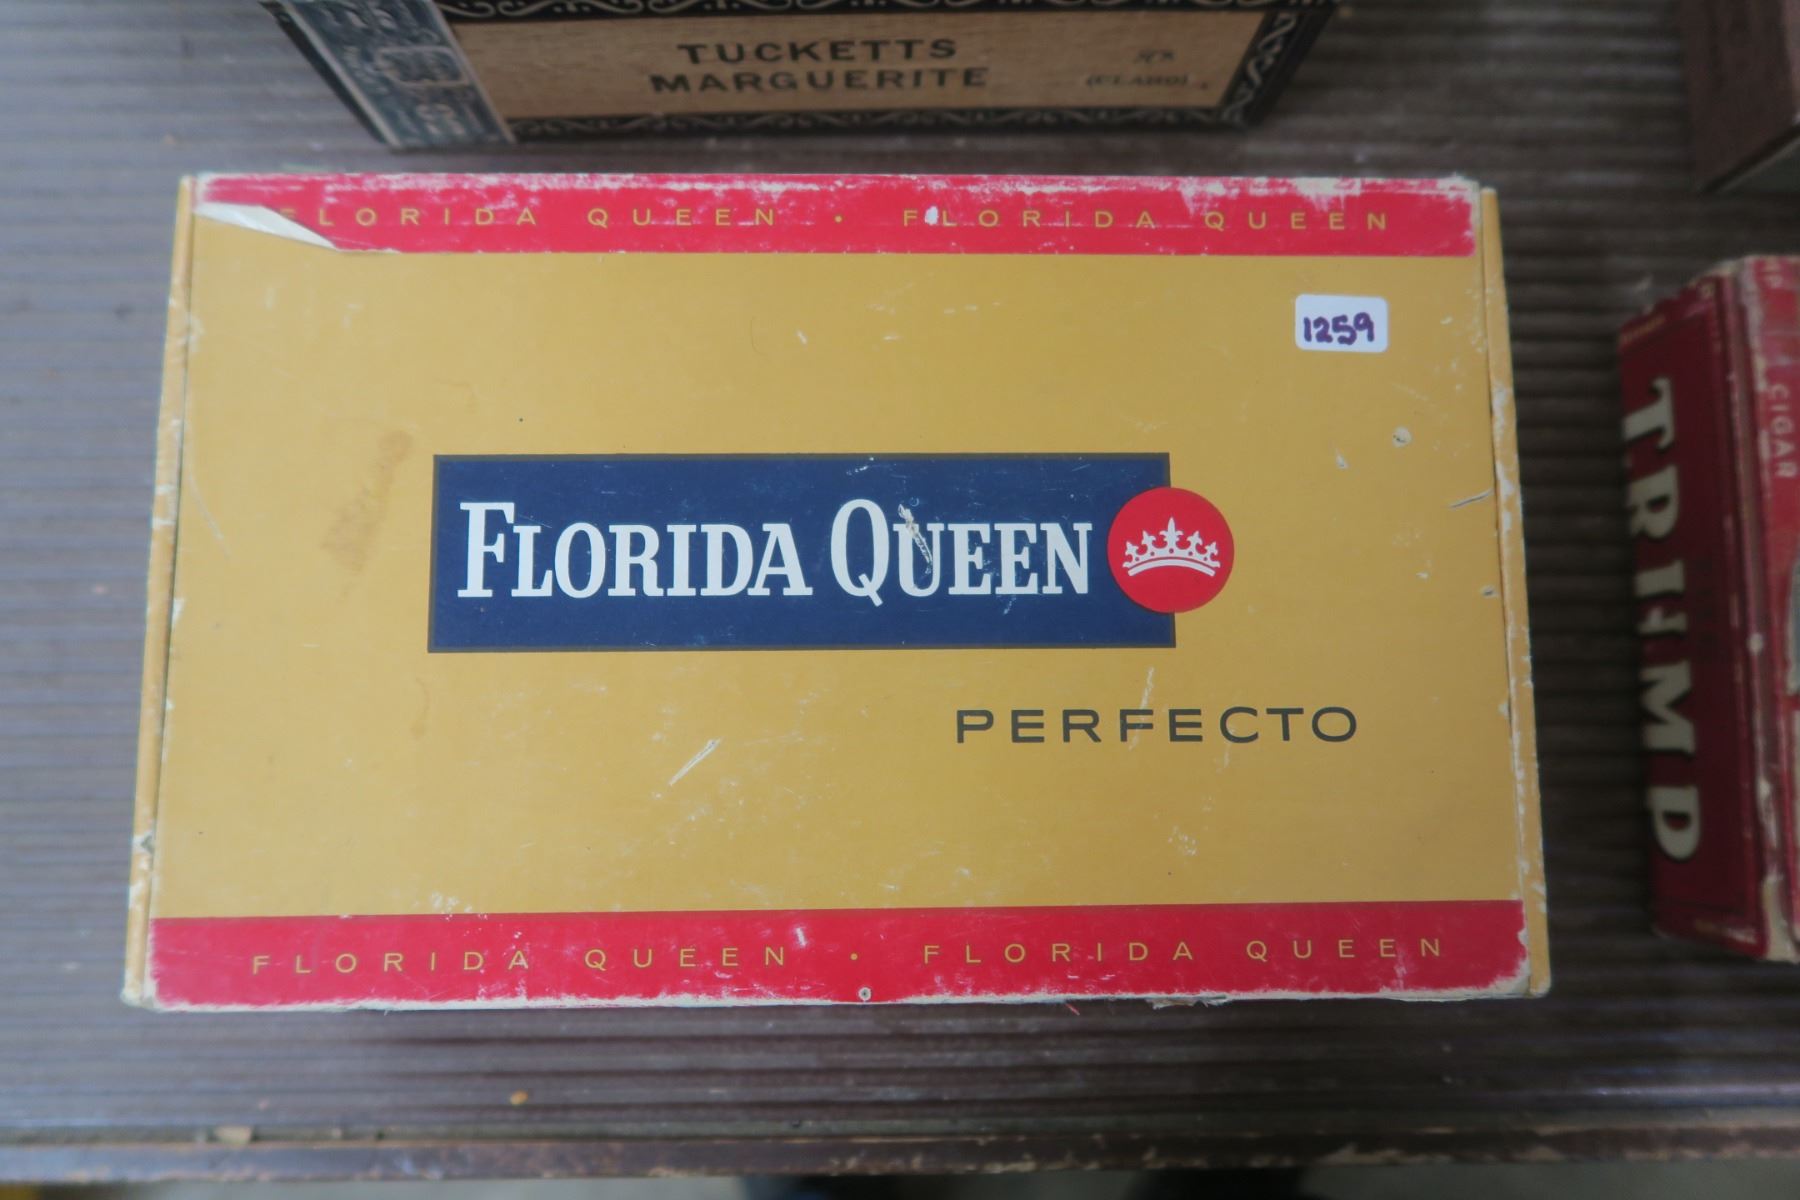 TUCKETTS
MARGUERITE
FLORIDA QUEEN • FLORIDA QUEEN
1259
FLORIDA QUEEN
PERFECTO
FLORIDA QUEEN • FLORIDA QUEEN
TRIUMP
CIGAR